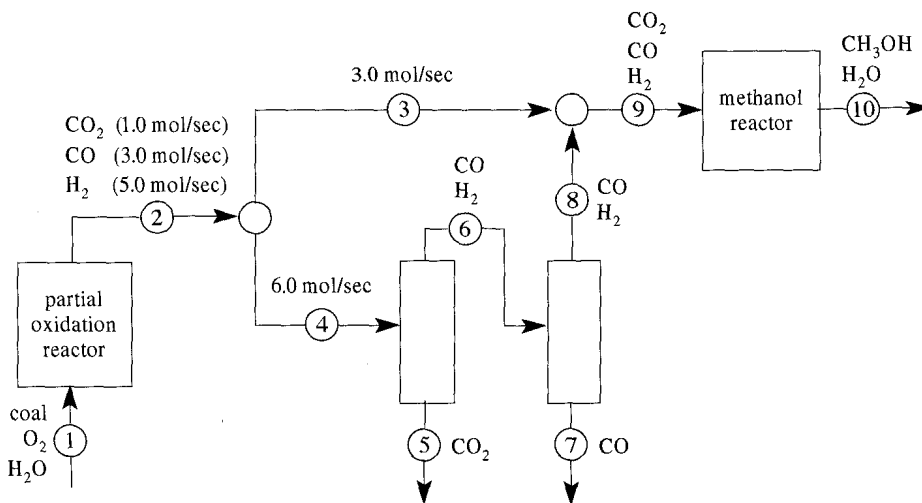 CO₂
CO
H₂
CH₃OH
H₂O
3.0 mol/sec
3
9
methanol
reactor
10
CO₂ (1.0 mol/sec)
CO (3.0 mol/sec)
H₂ (5.0 mol/sec)
2
CO
H₂
6
8
CO
H₂
partial
oxidation
reactor
6.0 mol/sec
4
coal
O₂
H₂O
1
5
CO₂
7
CO